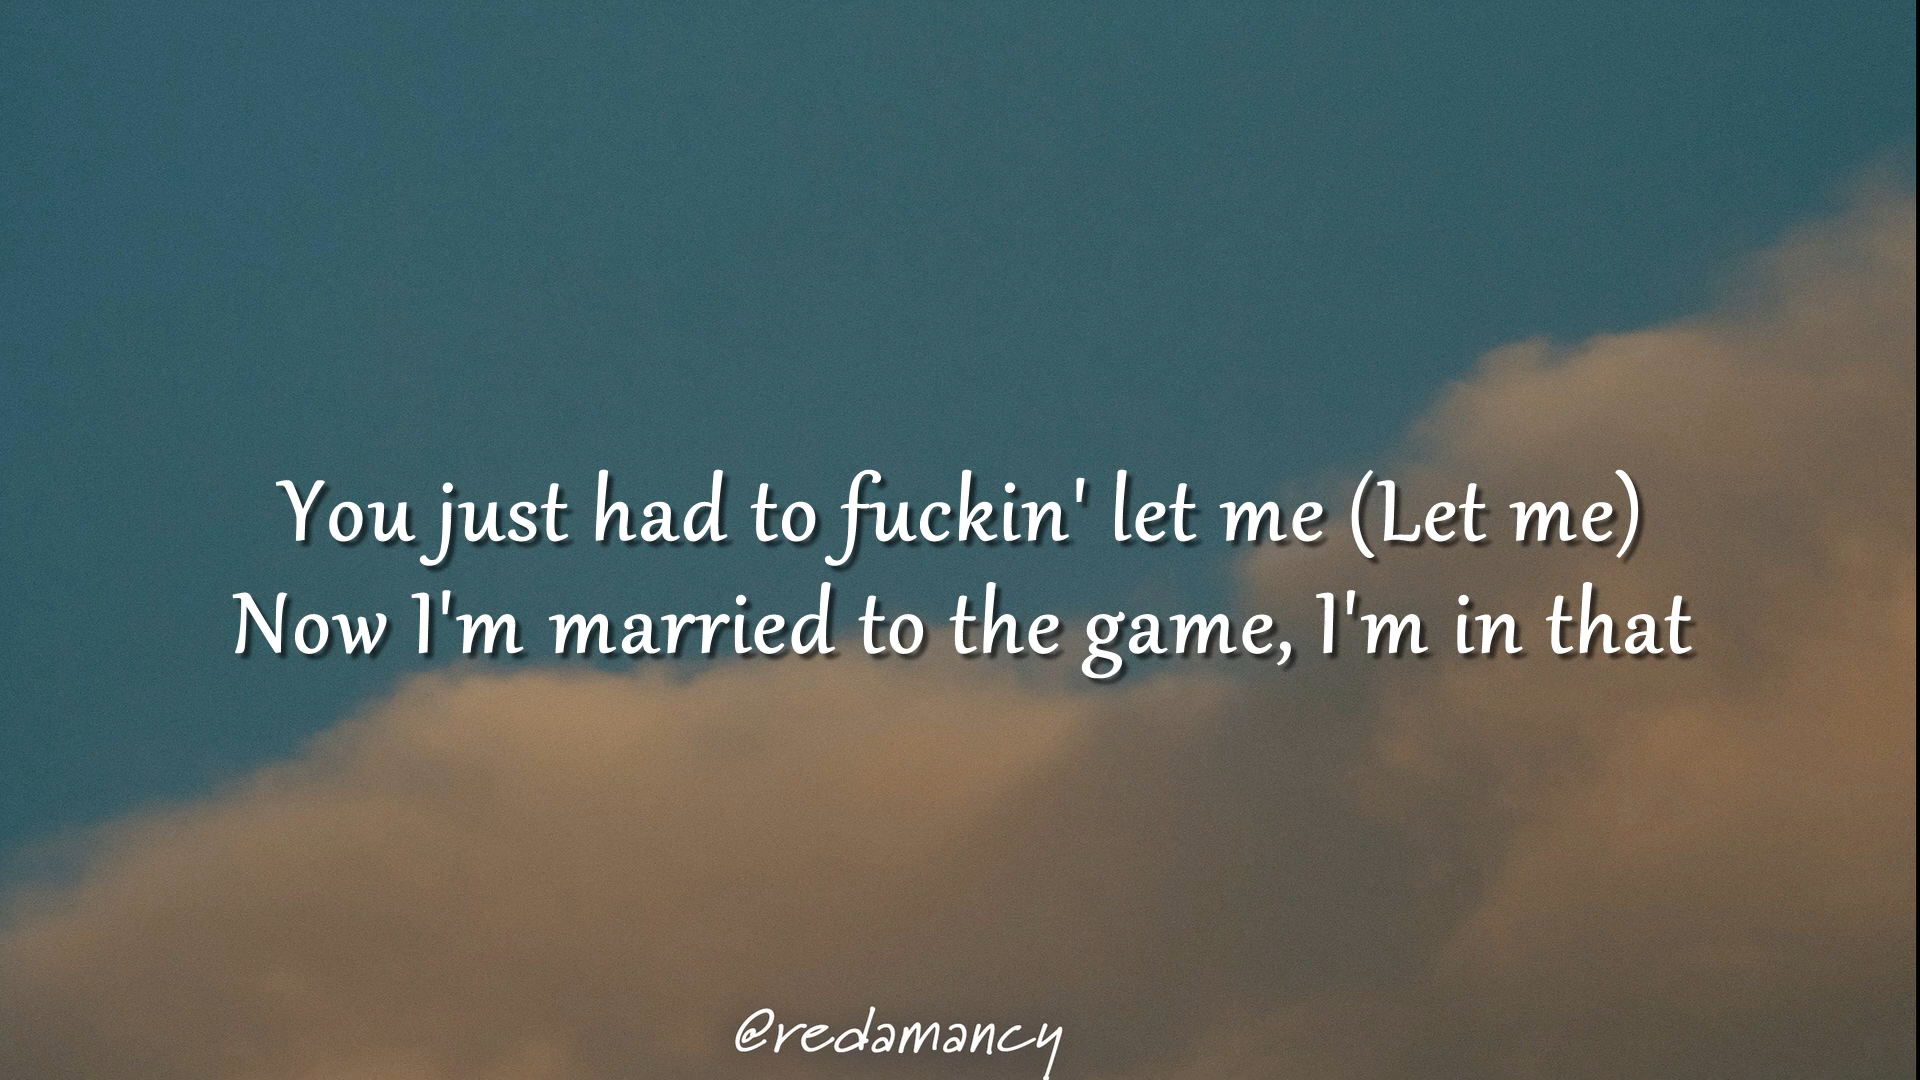 You just had to fuckin' let me (Let me)
Now I'm married to the game, I'm in that
@redamancy